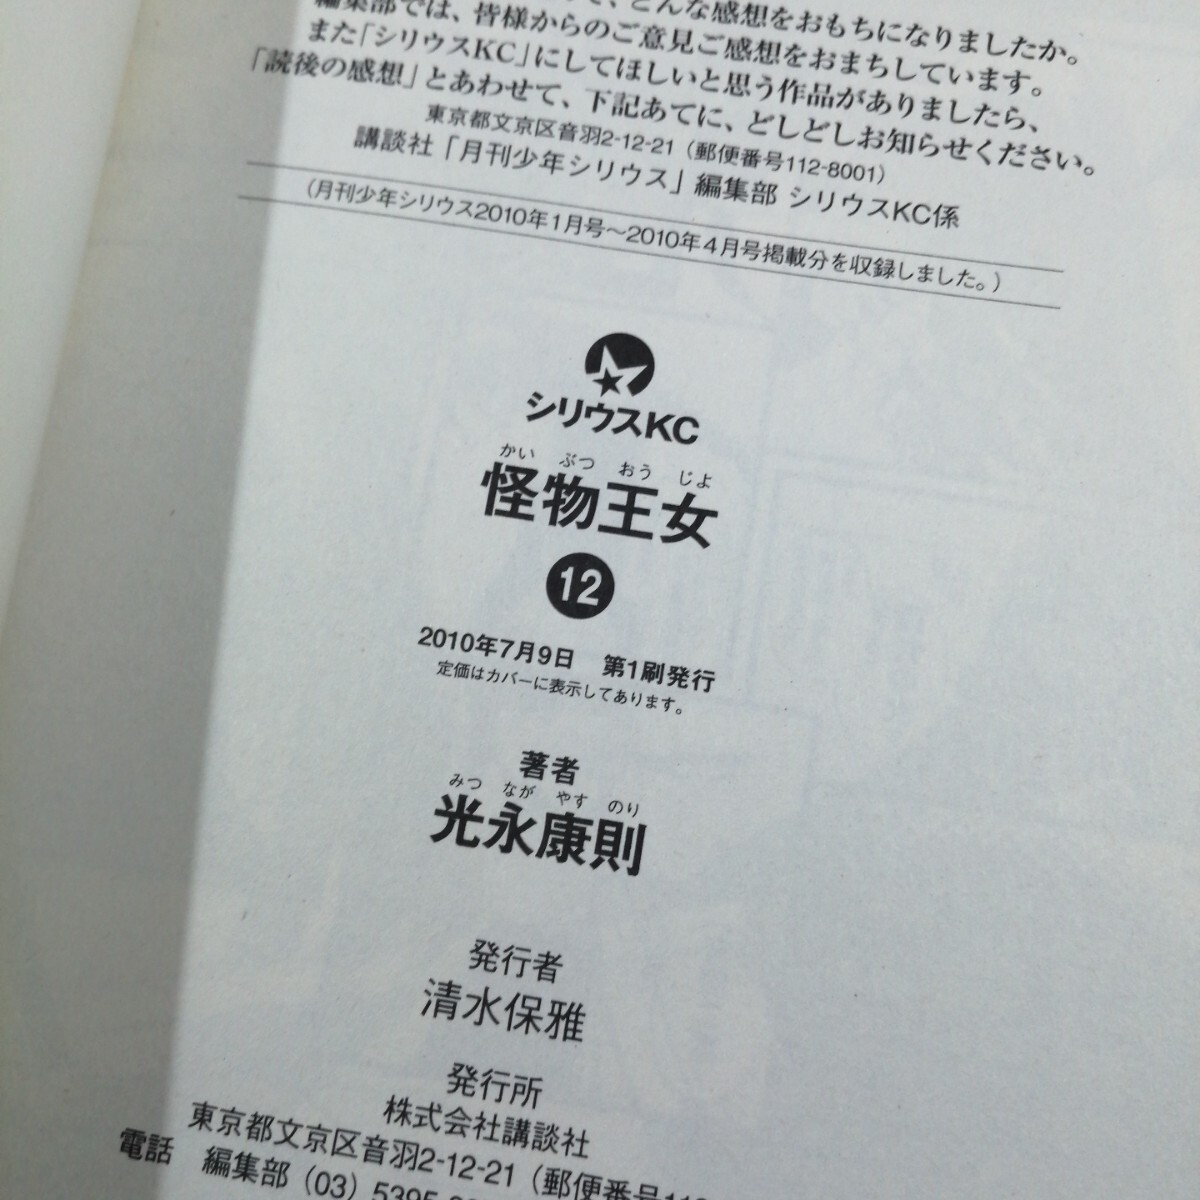 どんな感想をおもちになりましたか。
編集部では、皆様からのご意見ご感想をおまちしています。
また「シリウスKC」にしてほしいと思う作品がありましたら、
「読後の感想」とあわせて、下記あてに、どしどしお知らせください。
東京都文京区音羽2-12-21（郵便番号112-8001）
講談社「月刊少年シリウス」編集部 シリウスKC係
（月刊少年シリウス2010年1月号〜2010年4月号掲載分を収録しました。）
シリウスKC
かい ぶつ おう じょ
怪物王女
12
2010年7月9日 第1刷発行
定価はカバーに表示してあります。
著者
みつ なが やす のり
光永康則
発行者
清水保雅
発行所
株式会社講談社
東京都文京区音羽2-12-21（郵便番号
電話 編集部（03）5395-